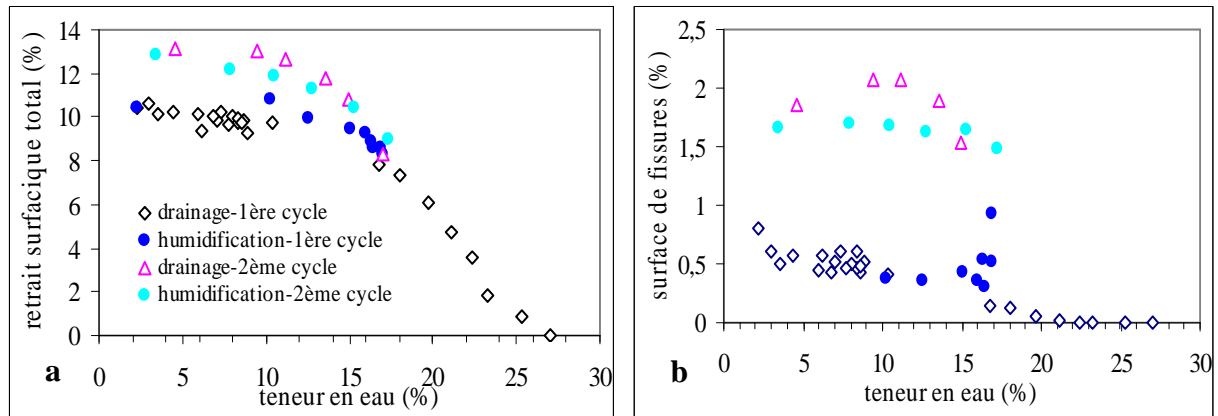 a
retrait surfacique total (%)
14
12
10
8
6
4
2
0
drainage-1ère cycle
humidification-1ère cycle
drainage-2ème cycle
humidification-2ème cycle
0 5 10 15 20 25 30
teneur en eau (%)
b
surface de fissures (%)
2,5
2
1,5
1
0,5
0
0 5 10 15 20 25 30
teneur en eau (%)